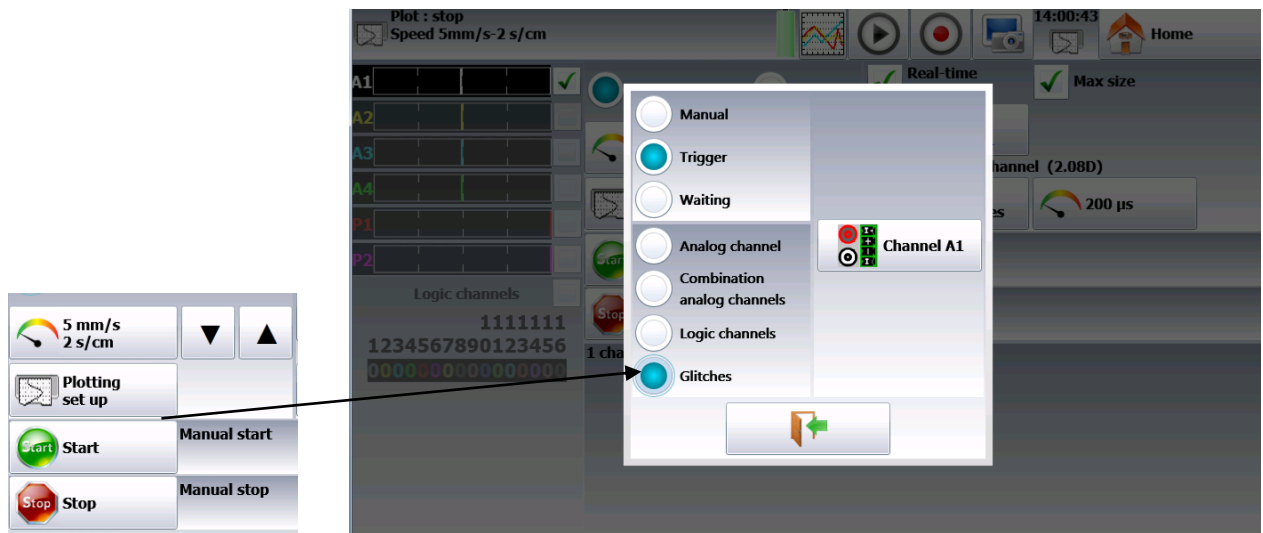 5 mm/s
2 s/cm
Plotting
set up
Start
Start
Manual start
Stop
Stop
Manual stop
Plot : stop
Speed 5mm/s-2 s/cm
14:00:43
Home
A1
A2
A3
A4
P1
P2
Logic channels
1111111
1234567890123456
0000000000000000
Real-time
Max size
hannel (2.08D)
es
200 µs
Star
Stop
1 cha
Manual
Trigger
Waiting
Analog channel
Combination
analog channels
Logic channels
Glitches
Channel A1